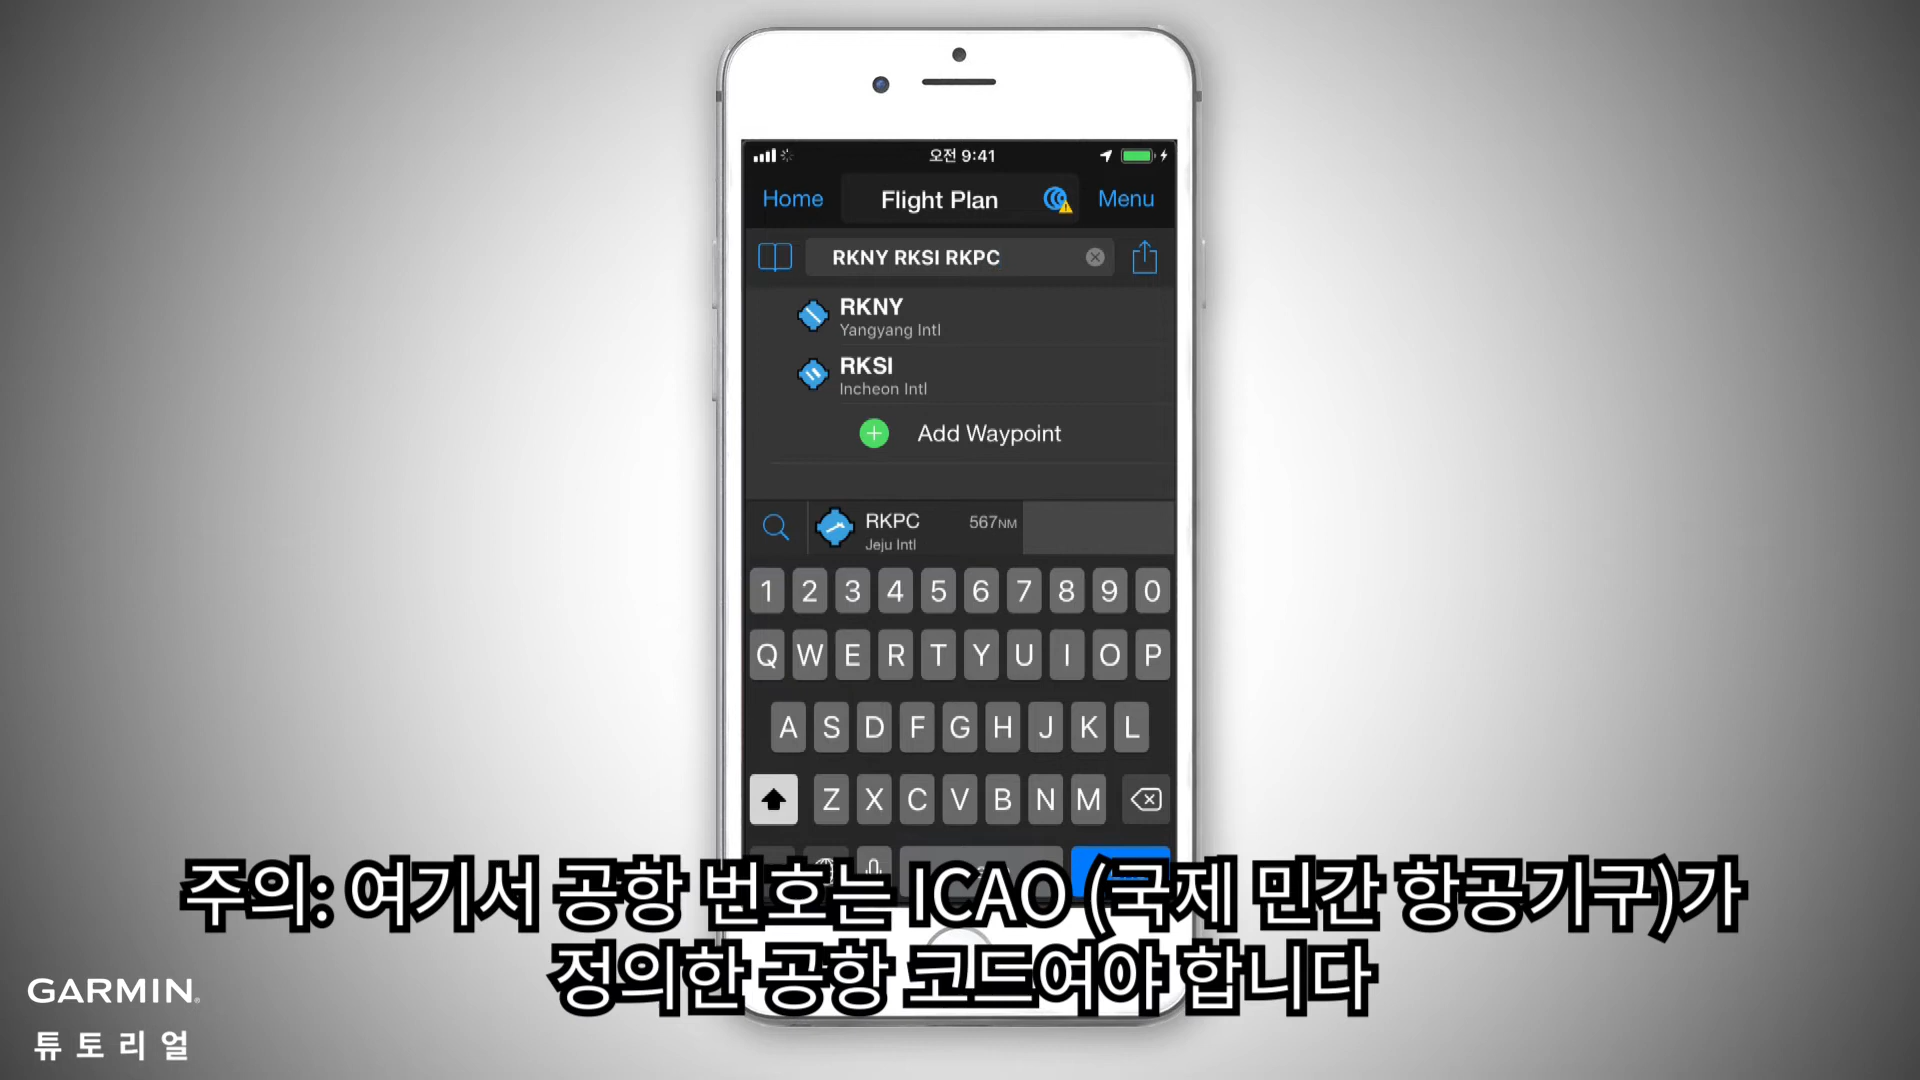 오전 9:41
Home
Flight Plan
Menu
RKNY RKSI RKPC
RKNY
Yangyang Intl
RKSI
Incheon Intl
Add Waypoint
RKPC 567NM
Jeju Intl
1 2 3 4 5 6 7 8 9 0
Q W E R T Y U I O P
A S D F G H J K L
Z X C V B N M
주의: 여기서 공항 번호는 ICAO (국제 민간 항공기구)가
정의한 공항 코드여야 합니다
GARMIN
튜토리얼